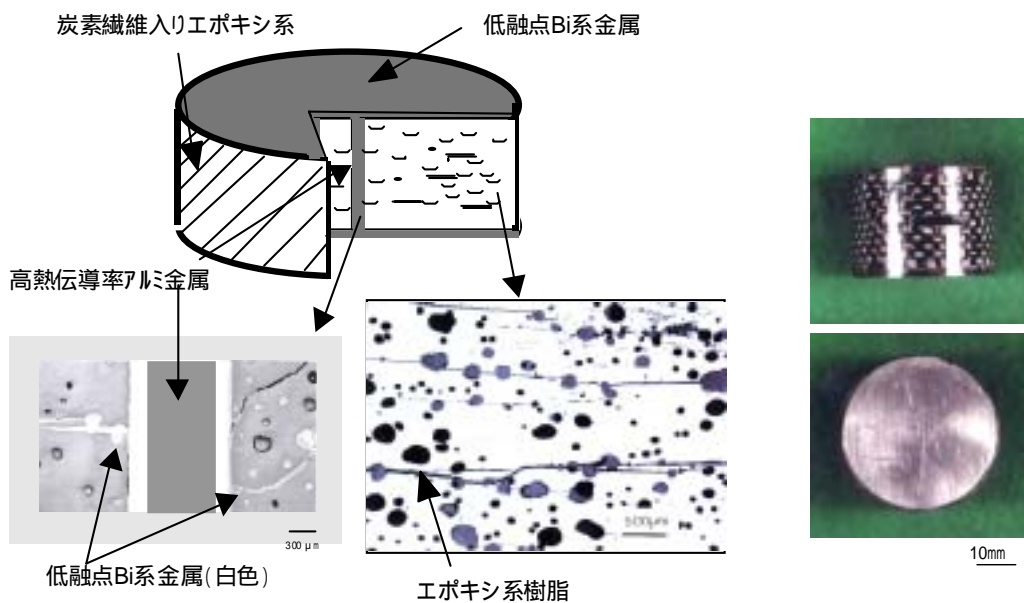 炭素繊維入りエポキシ系
低融点Bi系金属
高熱伝導率ｱﾙﾐ金属
300 μm
低融点Bi系金属(白色)
500μm
エポキシ系樹脂
10mm